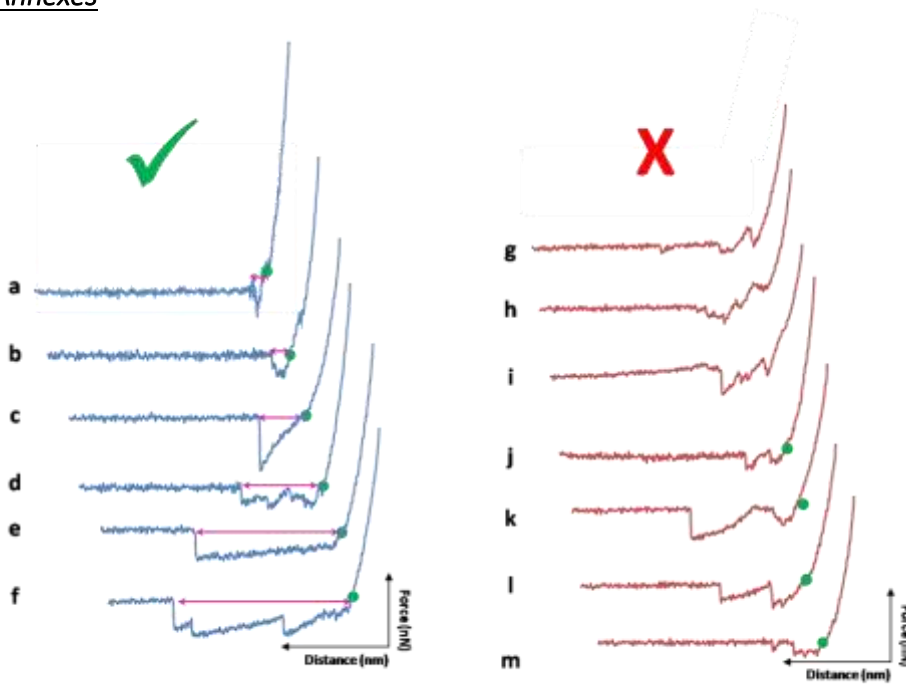 Annexes
a
b
c
d
e
f
Force (nN)
Distance (nm)
X
g
h
i
j
k
l
m
Distance (nm)